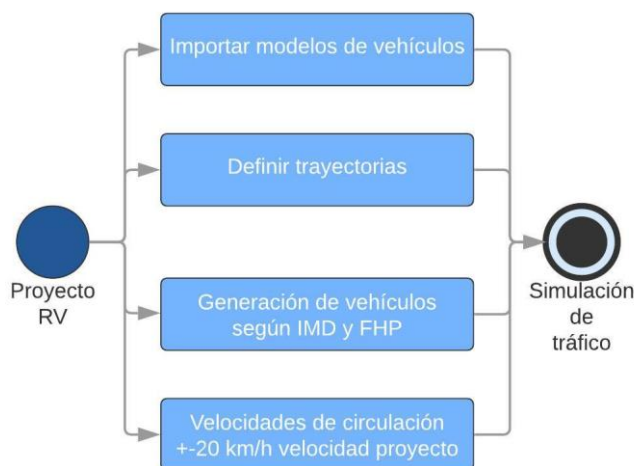 Importar modelos de vehículos
Definir trayectorias
Proyecto
RV
Generación de vehículos
según IMD y FHP
Simulación
de
tráfico
Velocidades de circulación
+-20 km/h velocidad proyecto